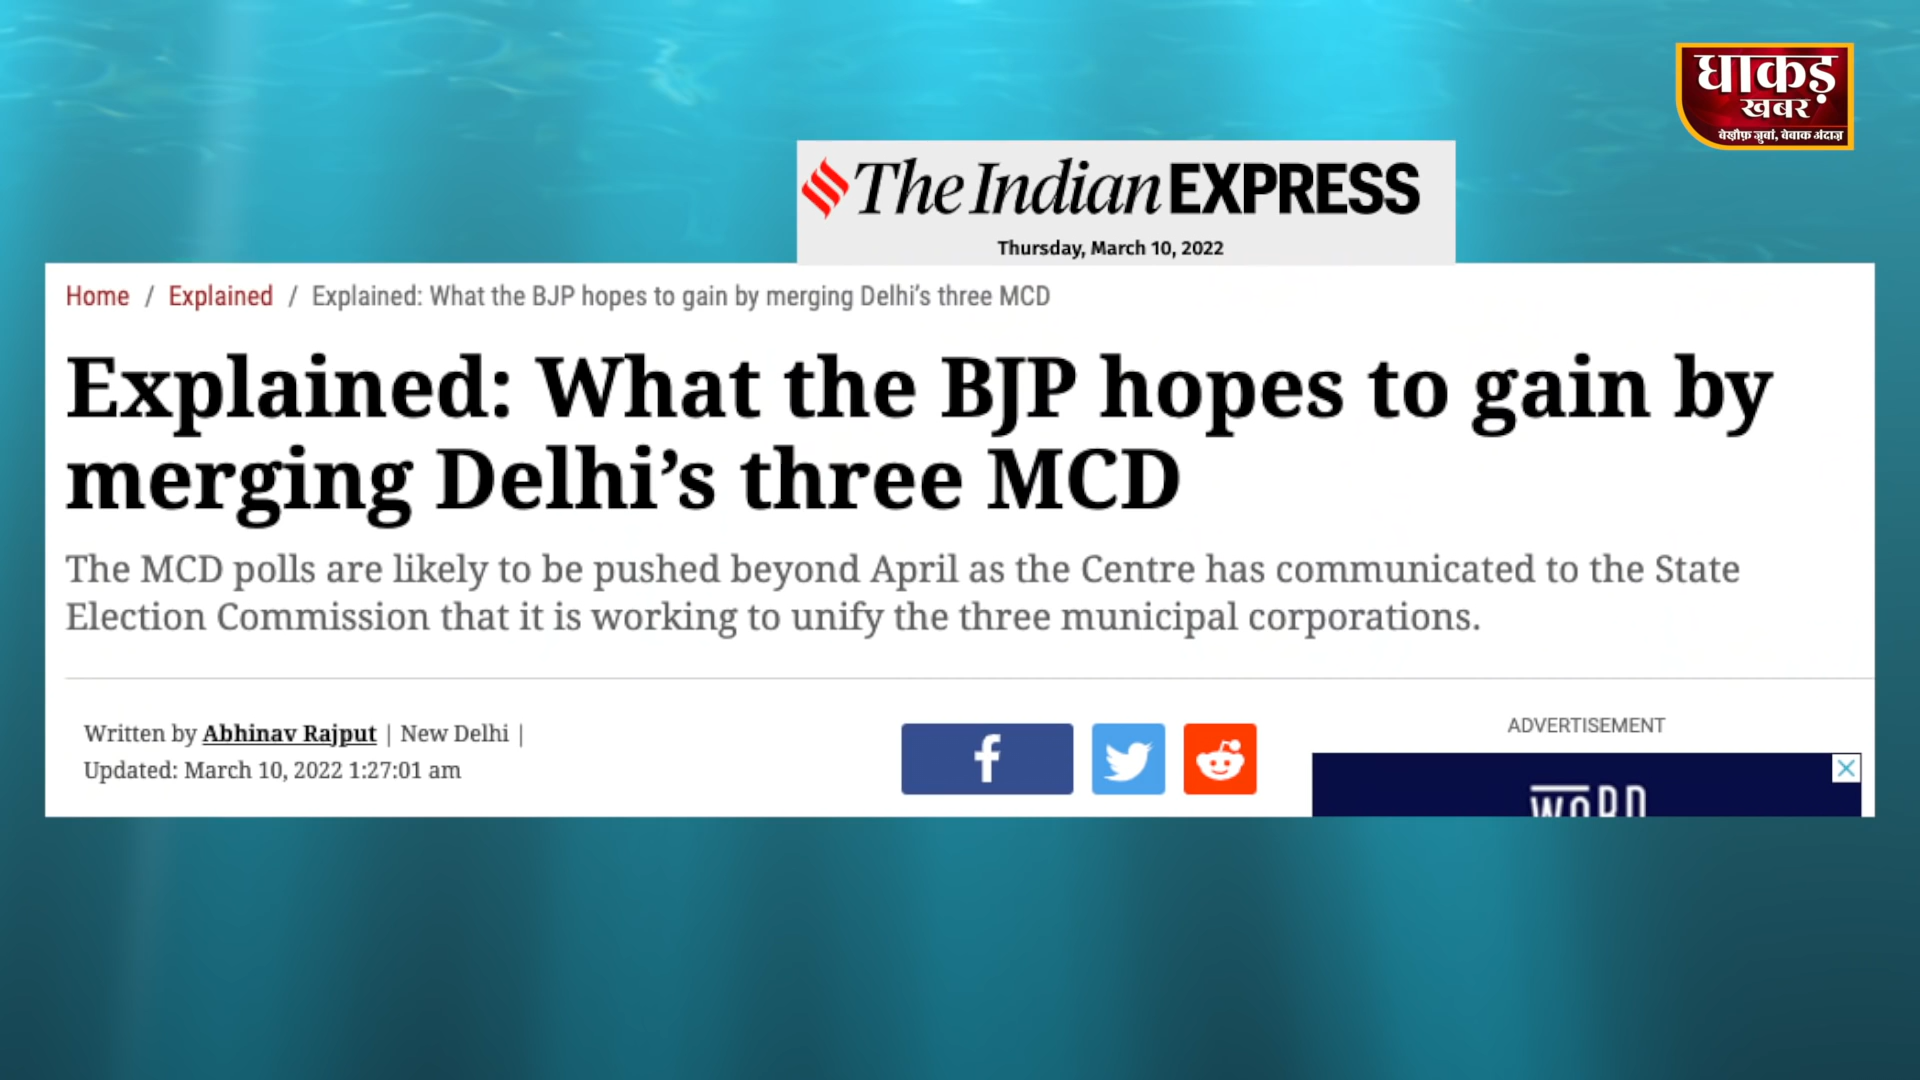 धाकड़
खबर
बेख़ौफ़ जुबां, बेबाक अंदाज़
The Indian EXPRESS
Thursday, March 10, 2022
Home / Explained / Explained: What the BJP hopes to gain by merging Delhi’s three MCD
Explained: What the BJP hopes to gain by
merging Delhi’s three MCD
The MCD polls are likely to be pushed beyond April as the Centre has communicated to the State
Election Commission that it is working to unify the three municipal corporations.
Written by Abhinav Rajput | New Delhi |
Updated: March 10, 2022 1:27:01 am
ADVERTISEMENT
WORD